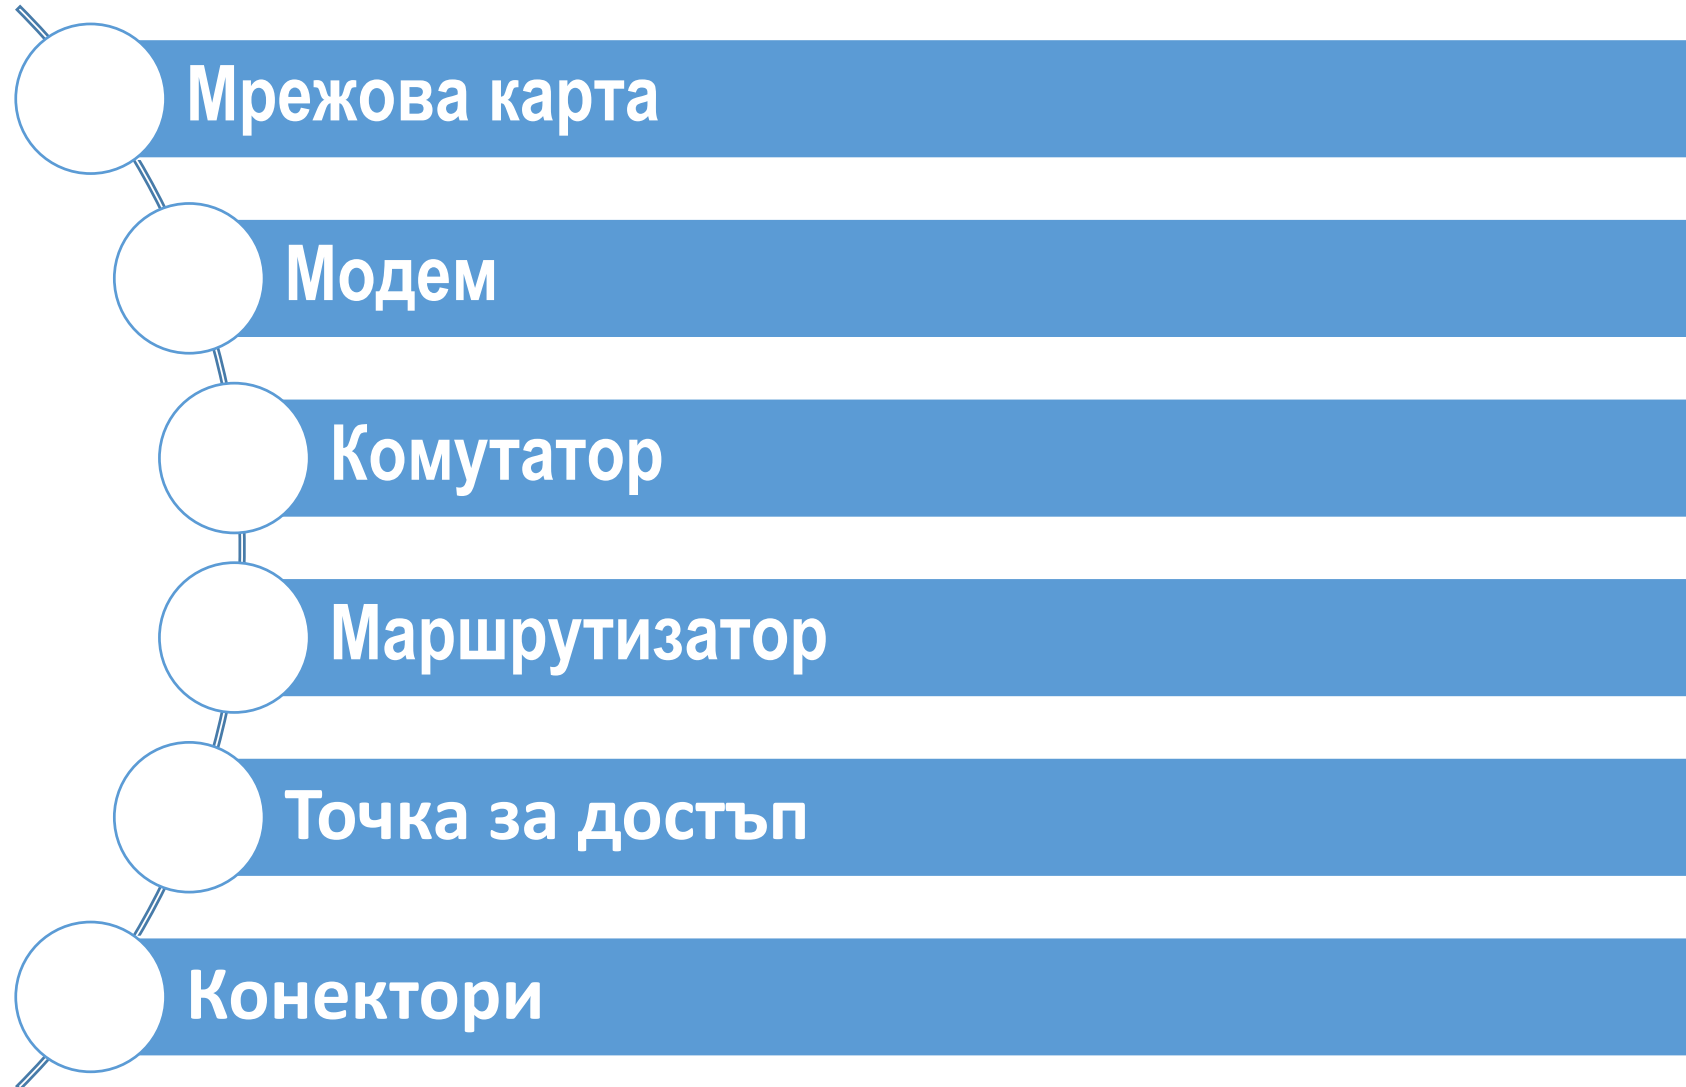 Мрежова карта
Модем
Комутатор
Маршрутизатор
Точка за достъп
Конектори